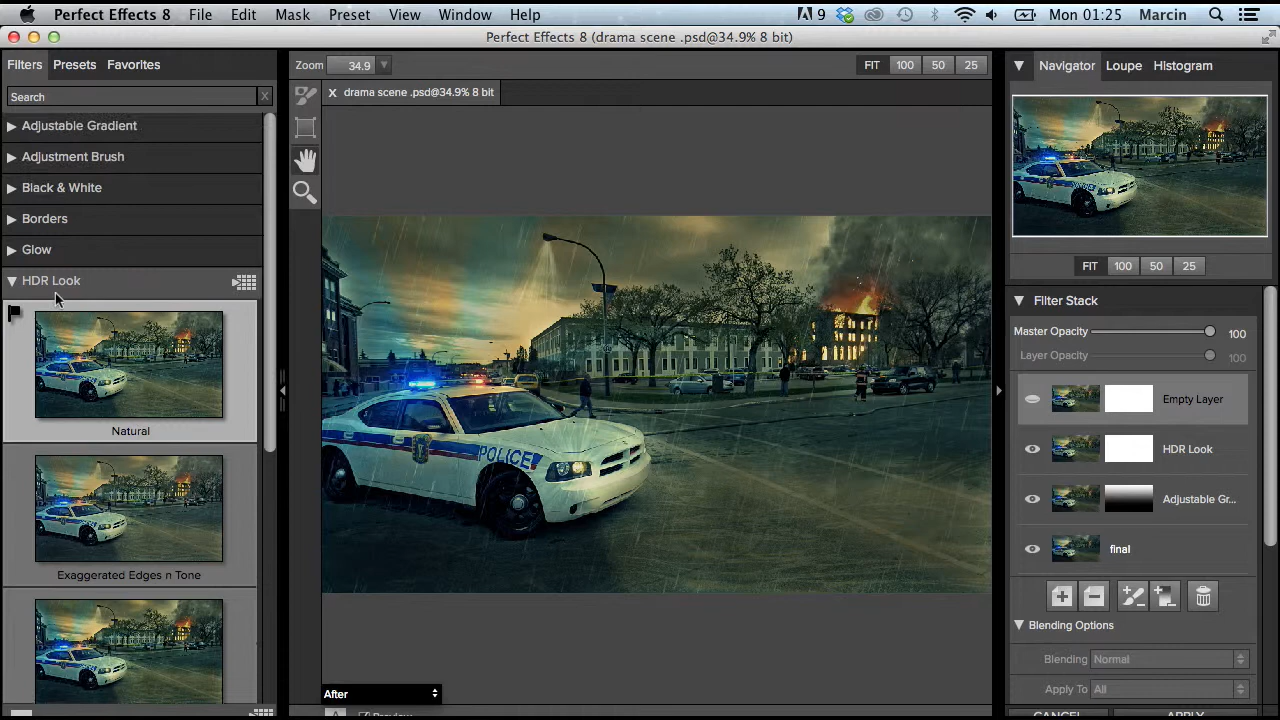 Perfect Effects 8 File Edit Mask Preset View Window Help 9 Mon 01:25 Marcin
Perfect Effects 8 (drama scene .psd@34.9% 8 bit)
Filters Presets Favorites
Search X
Adjustable Gradient
Adjustment Brush
Black & White
Borders
Glow
HDR Look
Natural
Exaggerated Edges n Tone
Zoom 34.9 FIT 100 50 25
X drama scene .psd@34.9% 8 bit
POLICE
After
Preview
Navigator Loupe Histogram
FIT 100 50 25
Filter Stack
Master Opacity 100
Layer Opacity 100
Empty Layer
HDR Look
Adjustable Gr...
final
Blending Options
Blending Normal
Apply To All
CANCEL APPLY